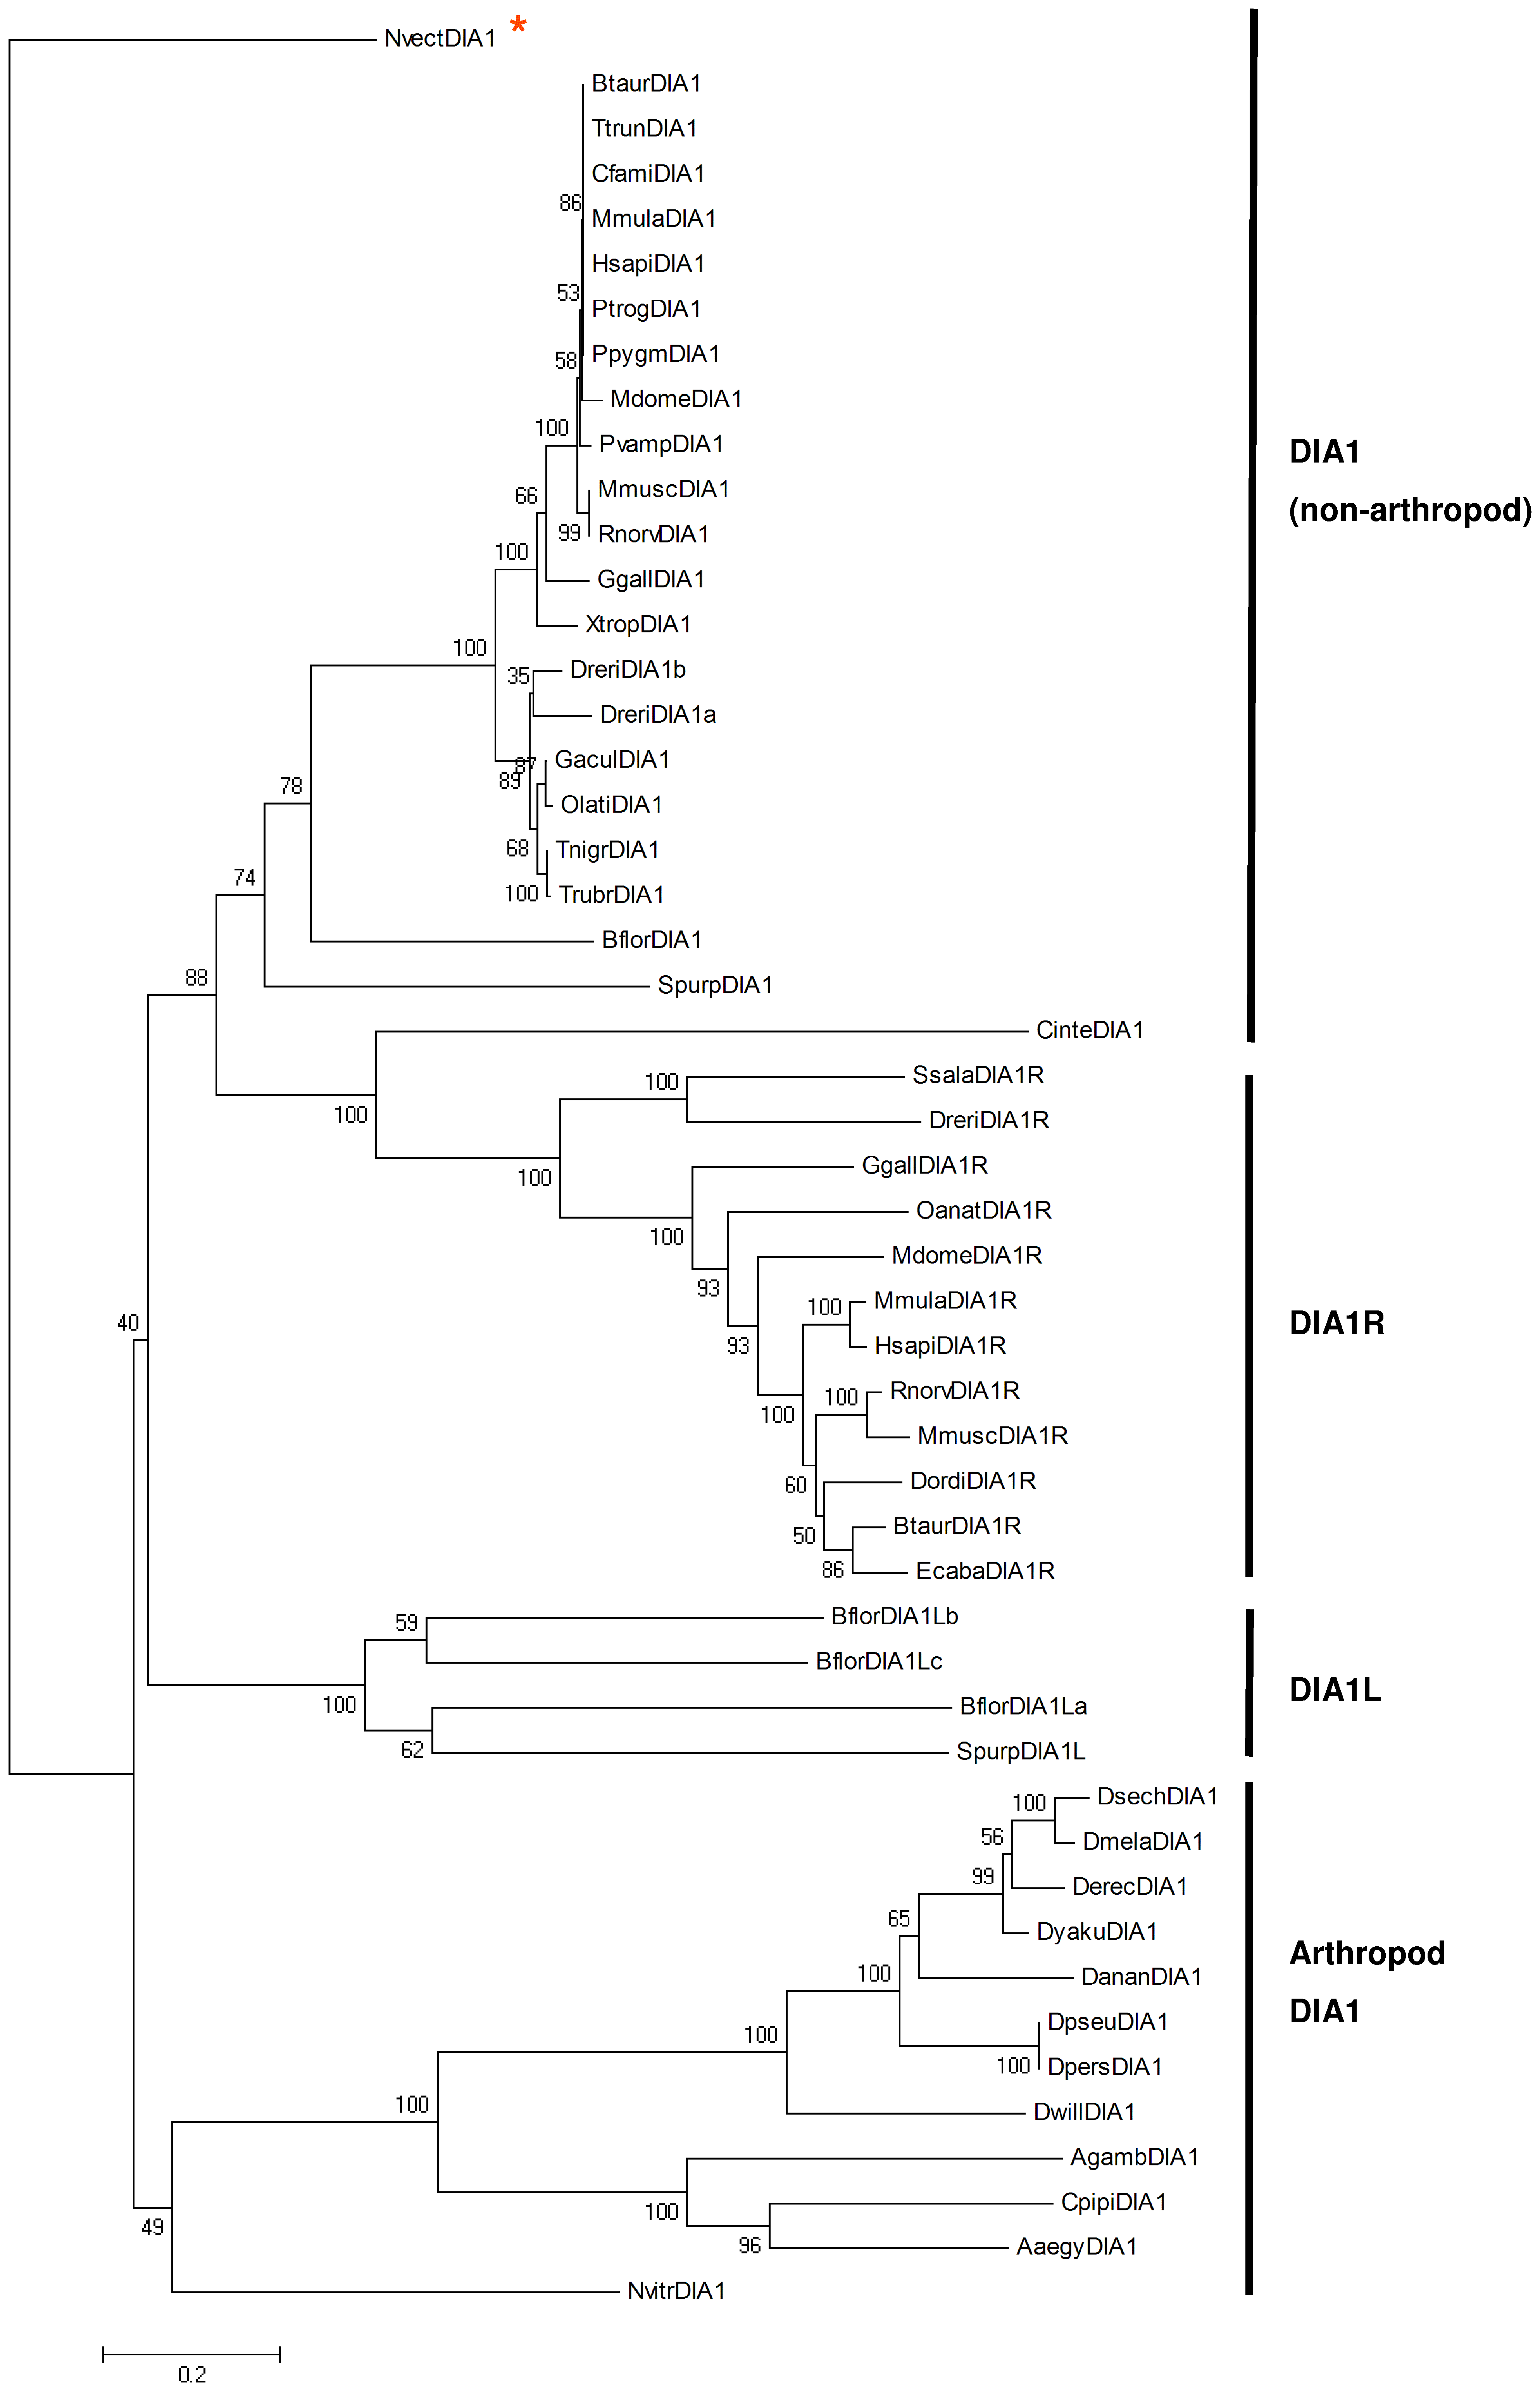 NvectDIA1 *
BtaurDIA1
TtrunDIA1
CfamiDIA1
86
MmulaDIA1
HsapiDIA1
53
PtrogDIA1
58
PpygmDIA1
MdomeDIA1
100
PvampDIA1
DIA1
66
MmuscDIA1
(non-arthropod)
99
RnorvDIA1
100
GgallDIA1
XtropDIA1
100
35
DreriDIA1b
DreriDIA1a
87
GaculDIA1
89
78
OlatiDIA1
68
TnigrDIA1
74
100
TrubrDIA1
BflorDIA1
88
SpurpDIA1
CinteDIA1
100
SsalaDIA1R
100
DreriDIA1R
100
GgallDIA1R
OanatDIA1R
100
MdomeDIA1R
93
100
MmulaDIA1R
40
DIA1R
93
HsapiDIA1R
100
RnorvDIA1R
100
MmuscDIA1R
60
DordiDIA1R
50
BtaurDIA1R
86
EcabaDIA1R
59
BflorDIA1Lb
BflorDIA1Lc
DIA1L
100
BflorDIA1La
62
SpurpDIA1L
100
DsechDIA1
56
DmelaDIA1
99
DerecDIA1
65
DyakuDIA1
Arthropod
100
DananDIA1
DIA1
100
DpseuDIA1
100
DpersDIA1
100
DwillDIA1
AgambDIA1
100
CpipiDIA1
49
96
AaegyDIA1
NvitrDIA1
0.2